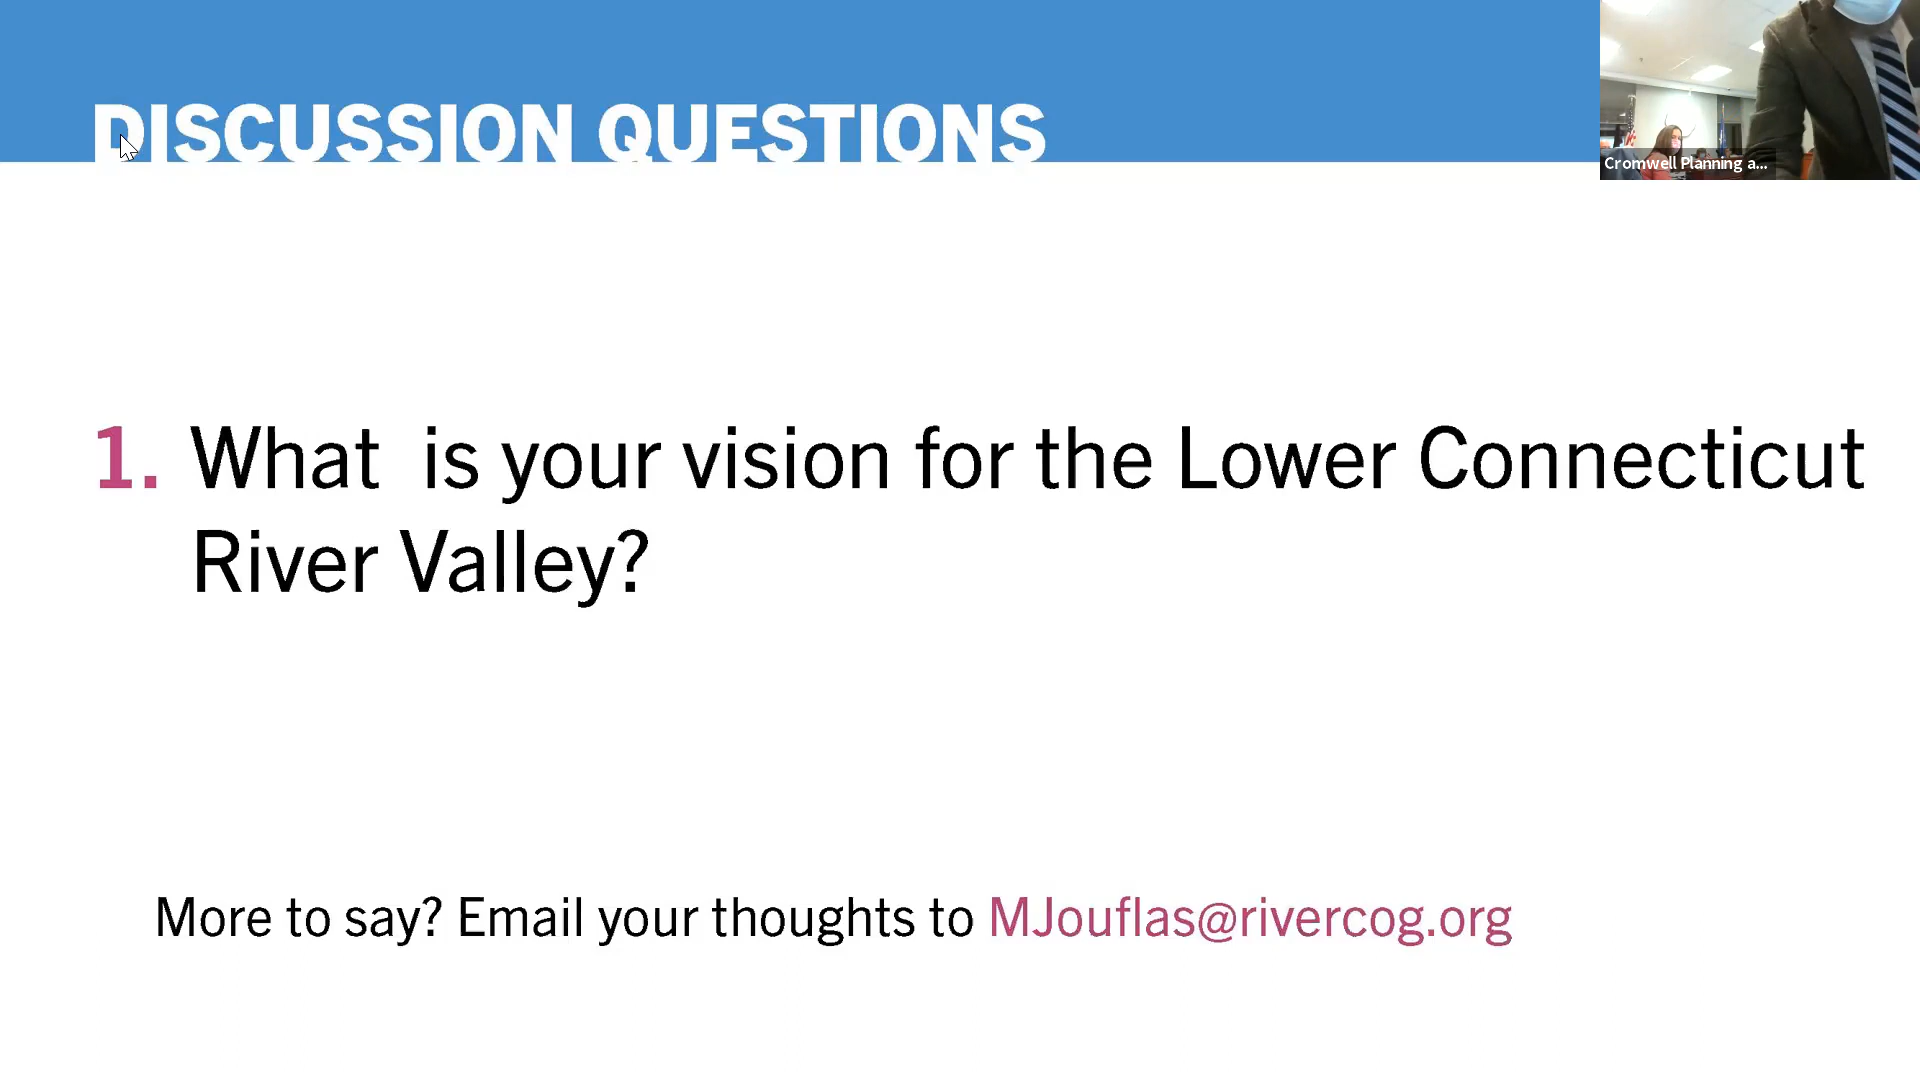 DISCUSSION QUESTIONS
Cromwell Planning a...
1. What is your vision for the Lower Connecticut
River Valley?
More to say? Email your thoughts to MJouflas@rivercog.org